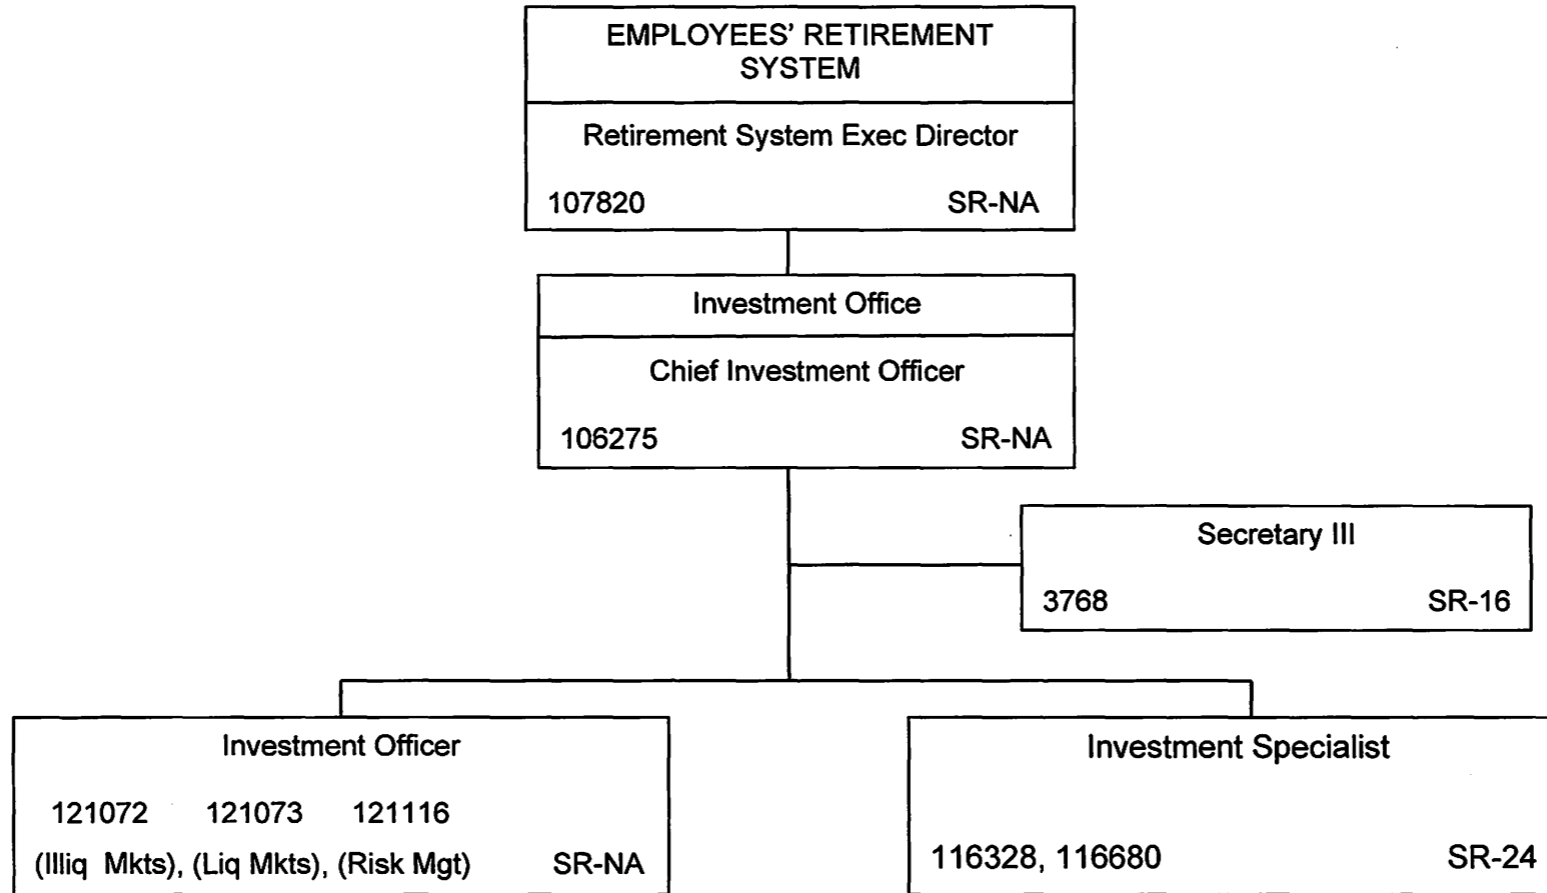 EMPLOYEES' RETIREMENT
SYSTEM
Retirement System Exec Director
107820 SR-NA
Investment Office
Chief Investment Officer
106275 SR-NA
Secretary III
3768 SR-16
Investment Officer
121072 121073 121116
(Illiq Mkts), (Liq Mkts), (Risk Mgt) SR-NA
Investment Specialist
116328, 116680 SR-24